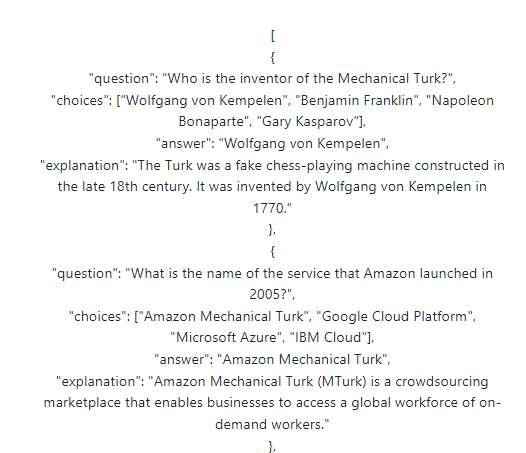 [
{
"question": "Who is the inventor of the Mechanical Turk?",
"choices": ["Wolfgang von Kempelen", "Benjamin Franklin", "Napoleon
Bonaparte", "Gary Kasparov"],
"answer": "Wolfgang von Kempelen",
"explanation": "The Turk was a fake chess-playing machine constructed in
the late 18th century. It was invented by Wolfgang von Kempelen in
1770."
},
{
"question": "What is the name of the service that Amazon launched in
2005?",
"choices": ["Amazon Mechanical Turk", "Google Cloud Platform",
"Microsoft Azure", "IBM Cloud"],
"answer": "Amazon Mechanical Turk",
"explanation": "Amazon Mechanical Turk (MTurk) is a crowdsourcing
marketplace that enables businesses to access a global workforce of on-
demand workers."
},